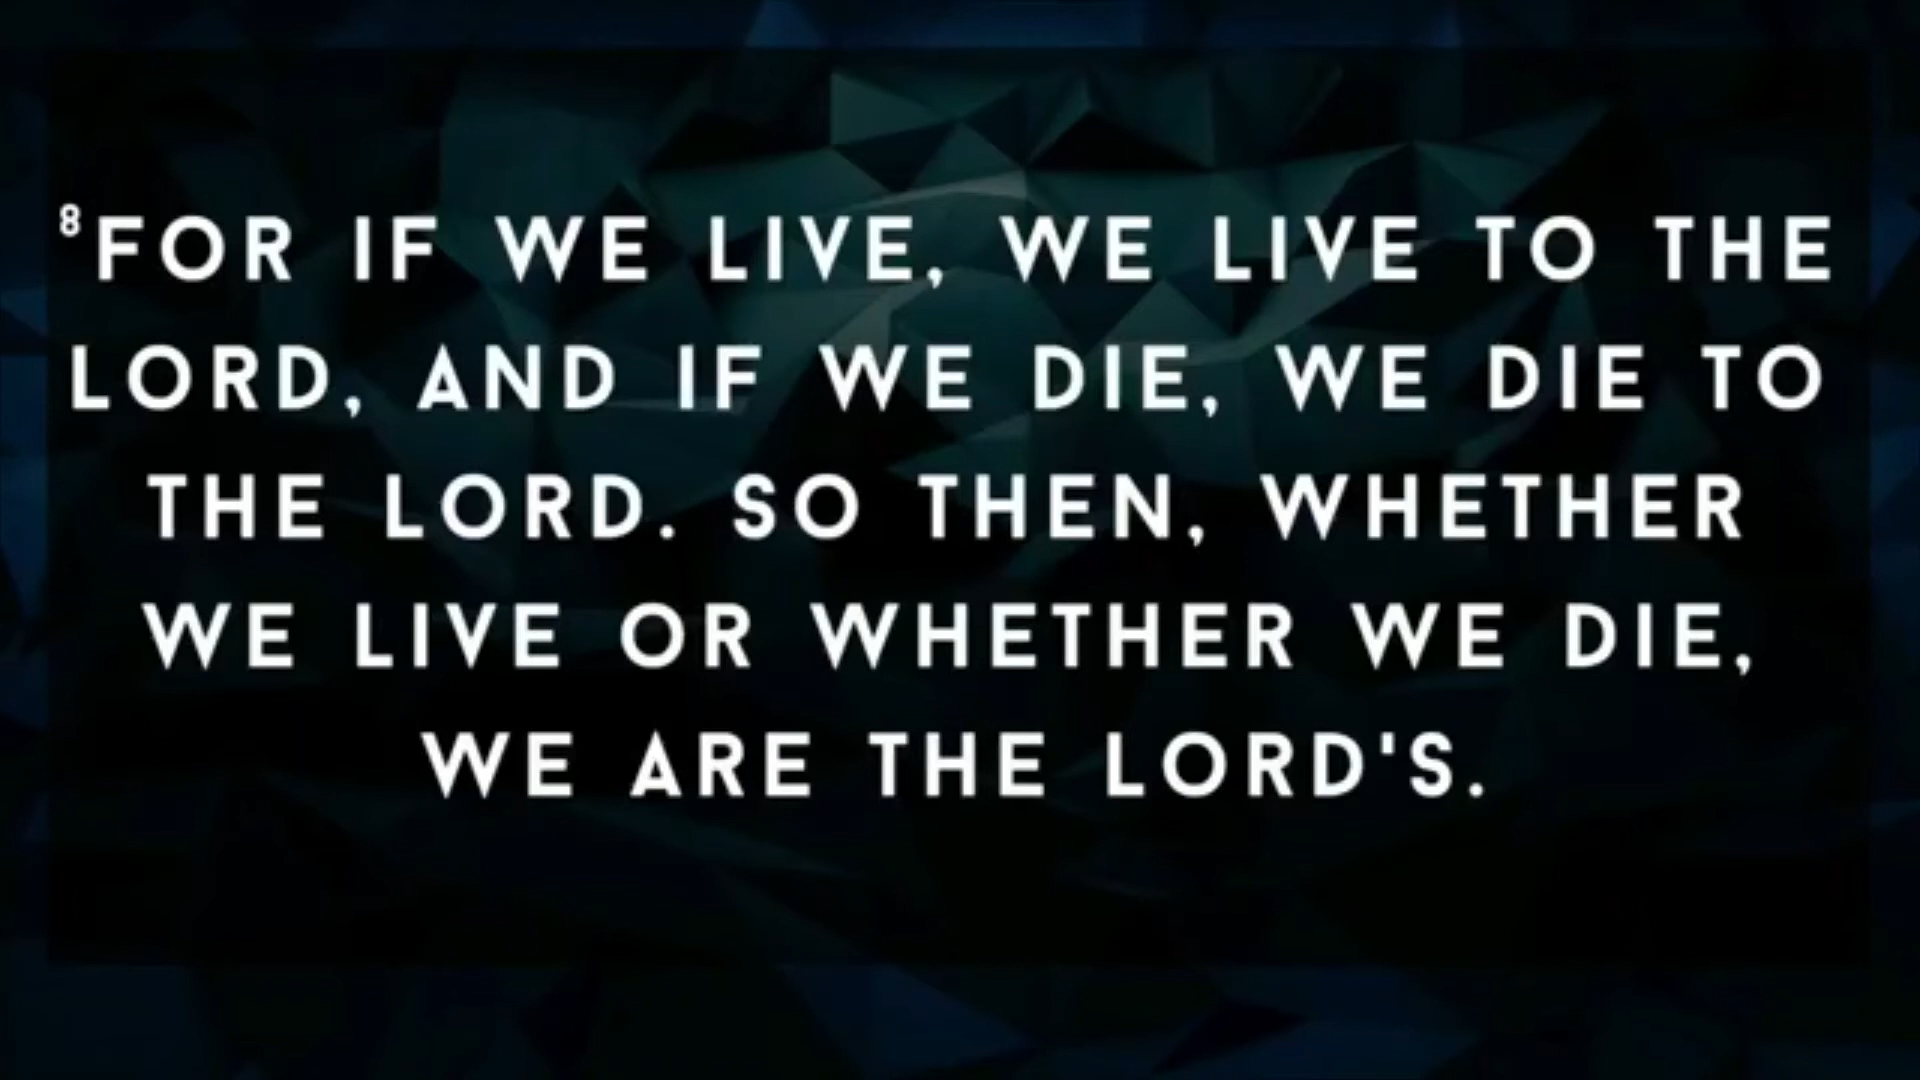 ⁸FOR IF WE LIVE, WE LIVE TO THE
LORD, AND IF WE DIE, WE DIE TO
THE LORD. SO THEN, WHETHER
WE LIVE OR WHETHER WE DIE,
WE ARE THE LORD'S.